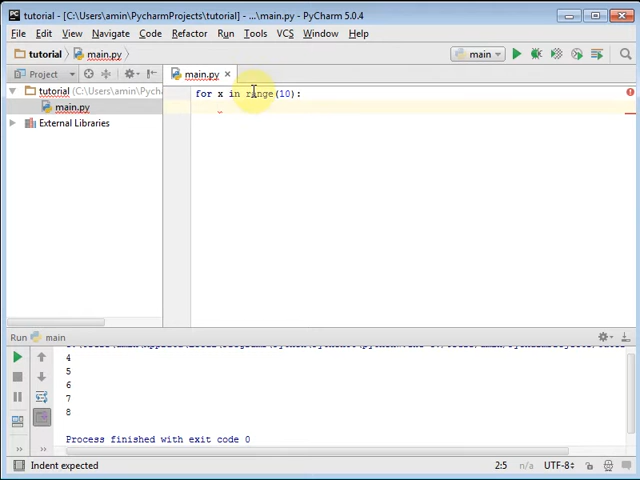 tutorial - [C:\Users\amin\PycharmProjects\tutorial] - ...\main.py - PyCharm 5.0.4
File Edit View Navigate Code Refactor Run Tools VCS Window Help
tutorial main.py main
Project main.py
tutorial (C:\Users\amin\Pycha
main.py
External Libraries
for x in range(10):
Run main
4
5
6
7
8
Process finished with exit code 0
Indent expected 2:5 n/a UTF-8